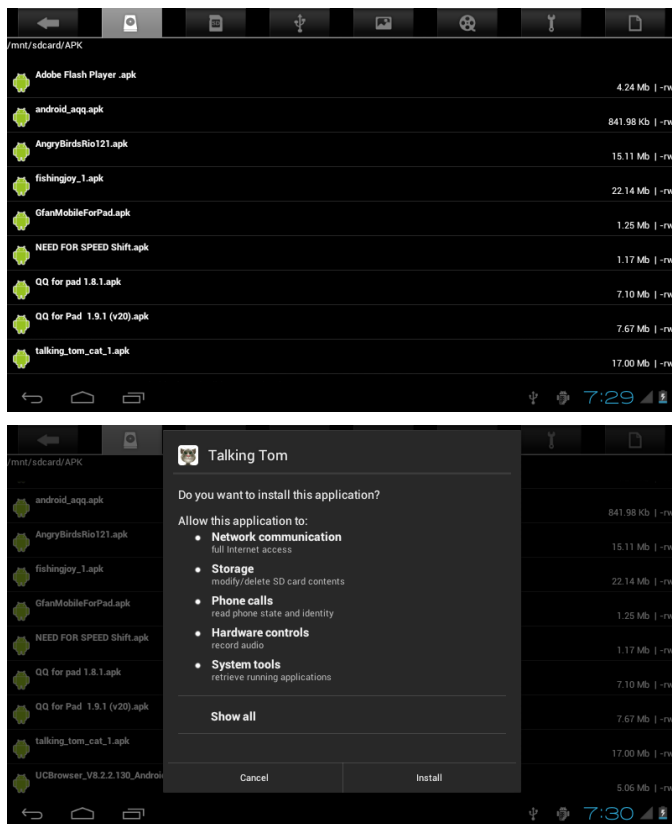 /mnt/sdcard/APK
Adobe Flash Player .apk
4.24 Mb | -rw
android_aqq.apk
841.98 Kb | -rw
AngryBirdsRio121.apk
15.11 Mb | -rw
fishingjoy_1.apk
22.14 Mb | -rw
GfanMobileForPad.apk
1.25 Mb | -rw
NEED FOR SPEED Shift.apk
1.17 Mb | -rw
QQ for pad 1.8.1.apk
7.10 Mb | -rw
QQ for Pad  1.9.1 (v20).apk
7.67 Mb | -rw
talking_tom_cat_1.apk
17.00 Mb | -rw
7:29
/mnt/sdcard/APK
..
android_aqq.apk
841.98 Kb | -rw
AngryBirdsRio121.apk
15.11 Mb | -rw
fishingjoy_1.apk
22.14 Mb | -rw
GfanMobileForPad.apk
1.25 Mb | -rw
NEED FOR SPEED Shift.apk
1.17 Mb | -rw
QQ for pad 1.8.1.apk
7.10 Mb | -rw
QQ for Pad  1.9.1 (v20).apk
7.67 Mb | -rw
talking_tom_cat_1.apk
17.00 Mb | -rw
UCBrowser_V8.2.2.130_Androi
5.06 Mb | -rw
Talking Tom
Do you want to install this application?
Allow this application to:
• Network communication
full Internet access
• Storage
modify/delete SD card contents
• Phone calls
read phone state and identity
• Hardware controls
record audio
• System tools
retrieve running applications
Show all
Cancel Install
7:30